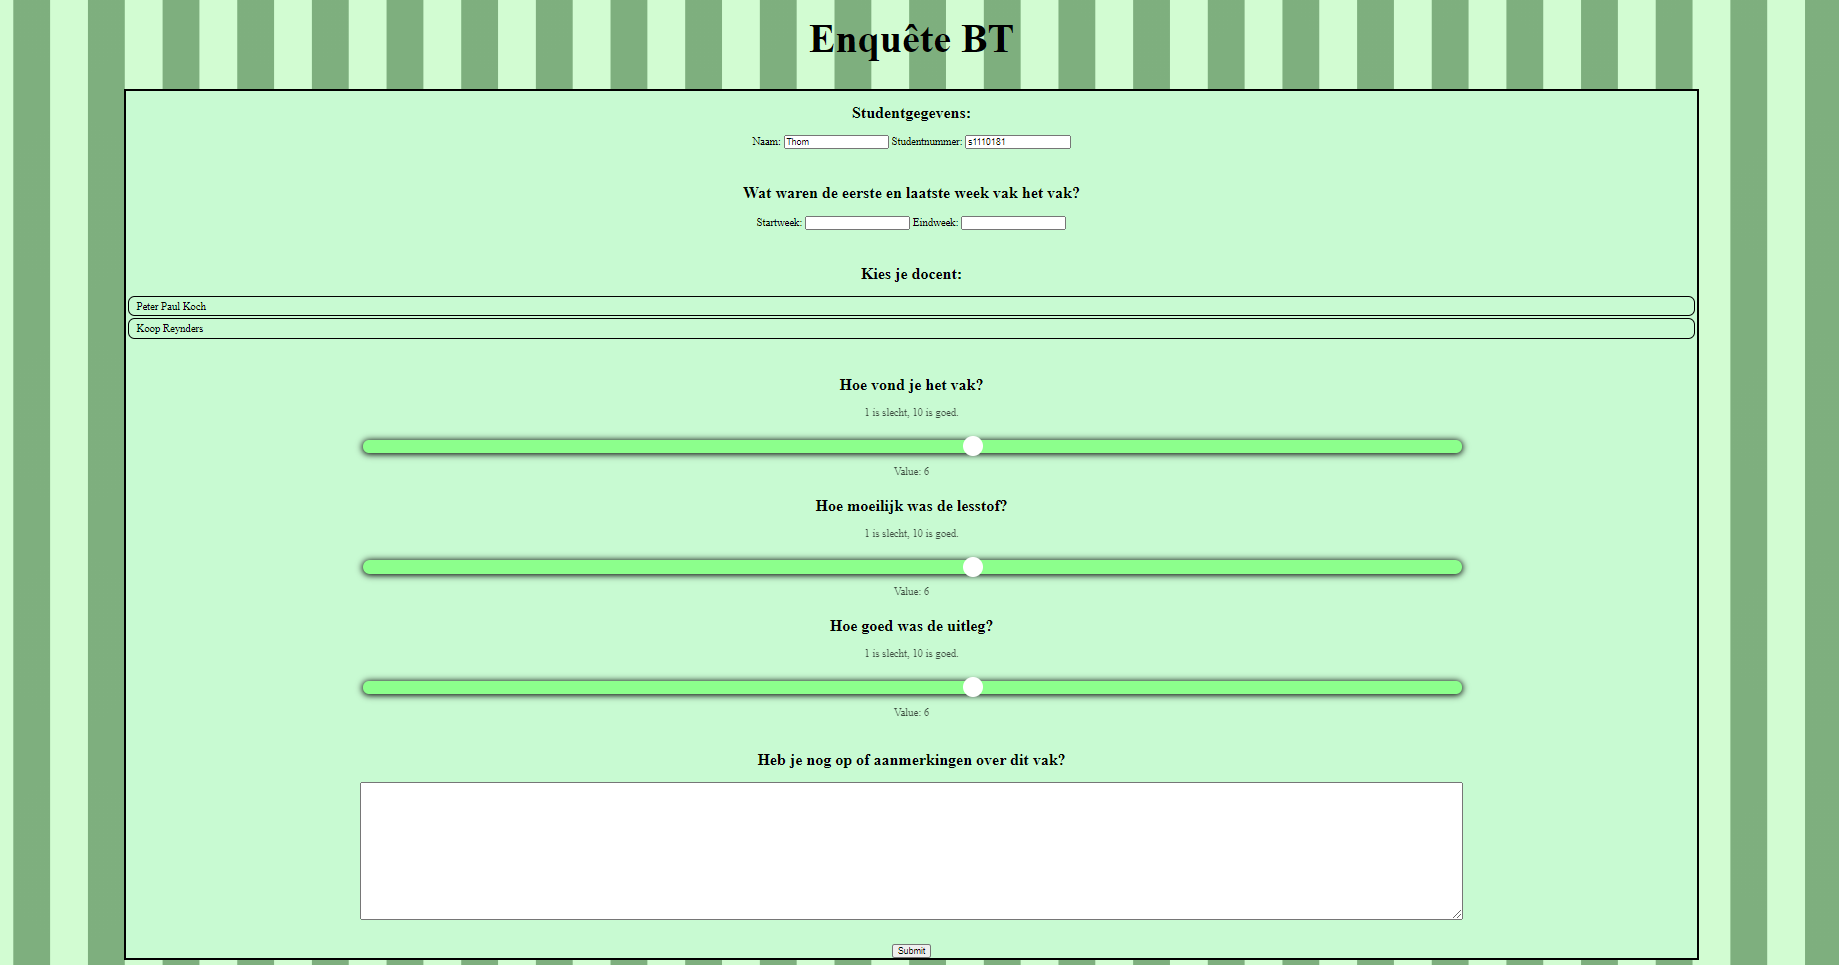 Enquête BT
Studentgegevens:
Naam: Thom Studentnummer: s1110181
Wat waren de eerste en laatste week vak het vak?
Startweek: Eindweek:
Kies je docent:
Peter Paul Koch
Koop Reynders
Hoe vond je het vak?
1 is slecht, 10 is goed.
Value: 6
Hoe moeilijk was de lesstof?
1 is slecht, 10 is goed.
Value: 6
Hoe goed was de uitleg?
1 is slecht, 10 is goed.
Value: 6
Heb je nog op of aanmerkingen over dit vak?
Submit